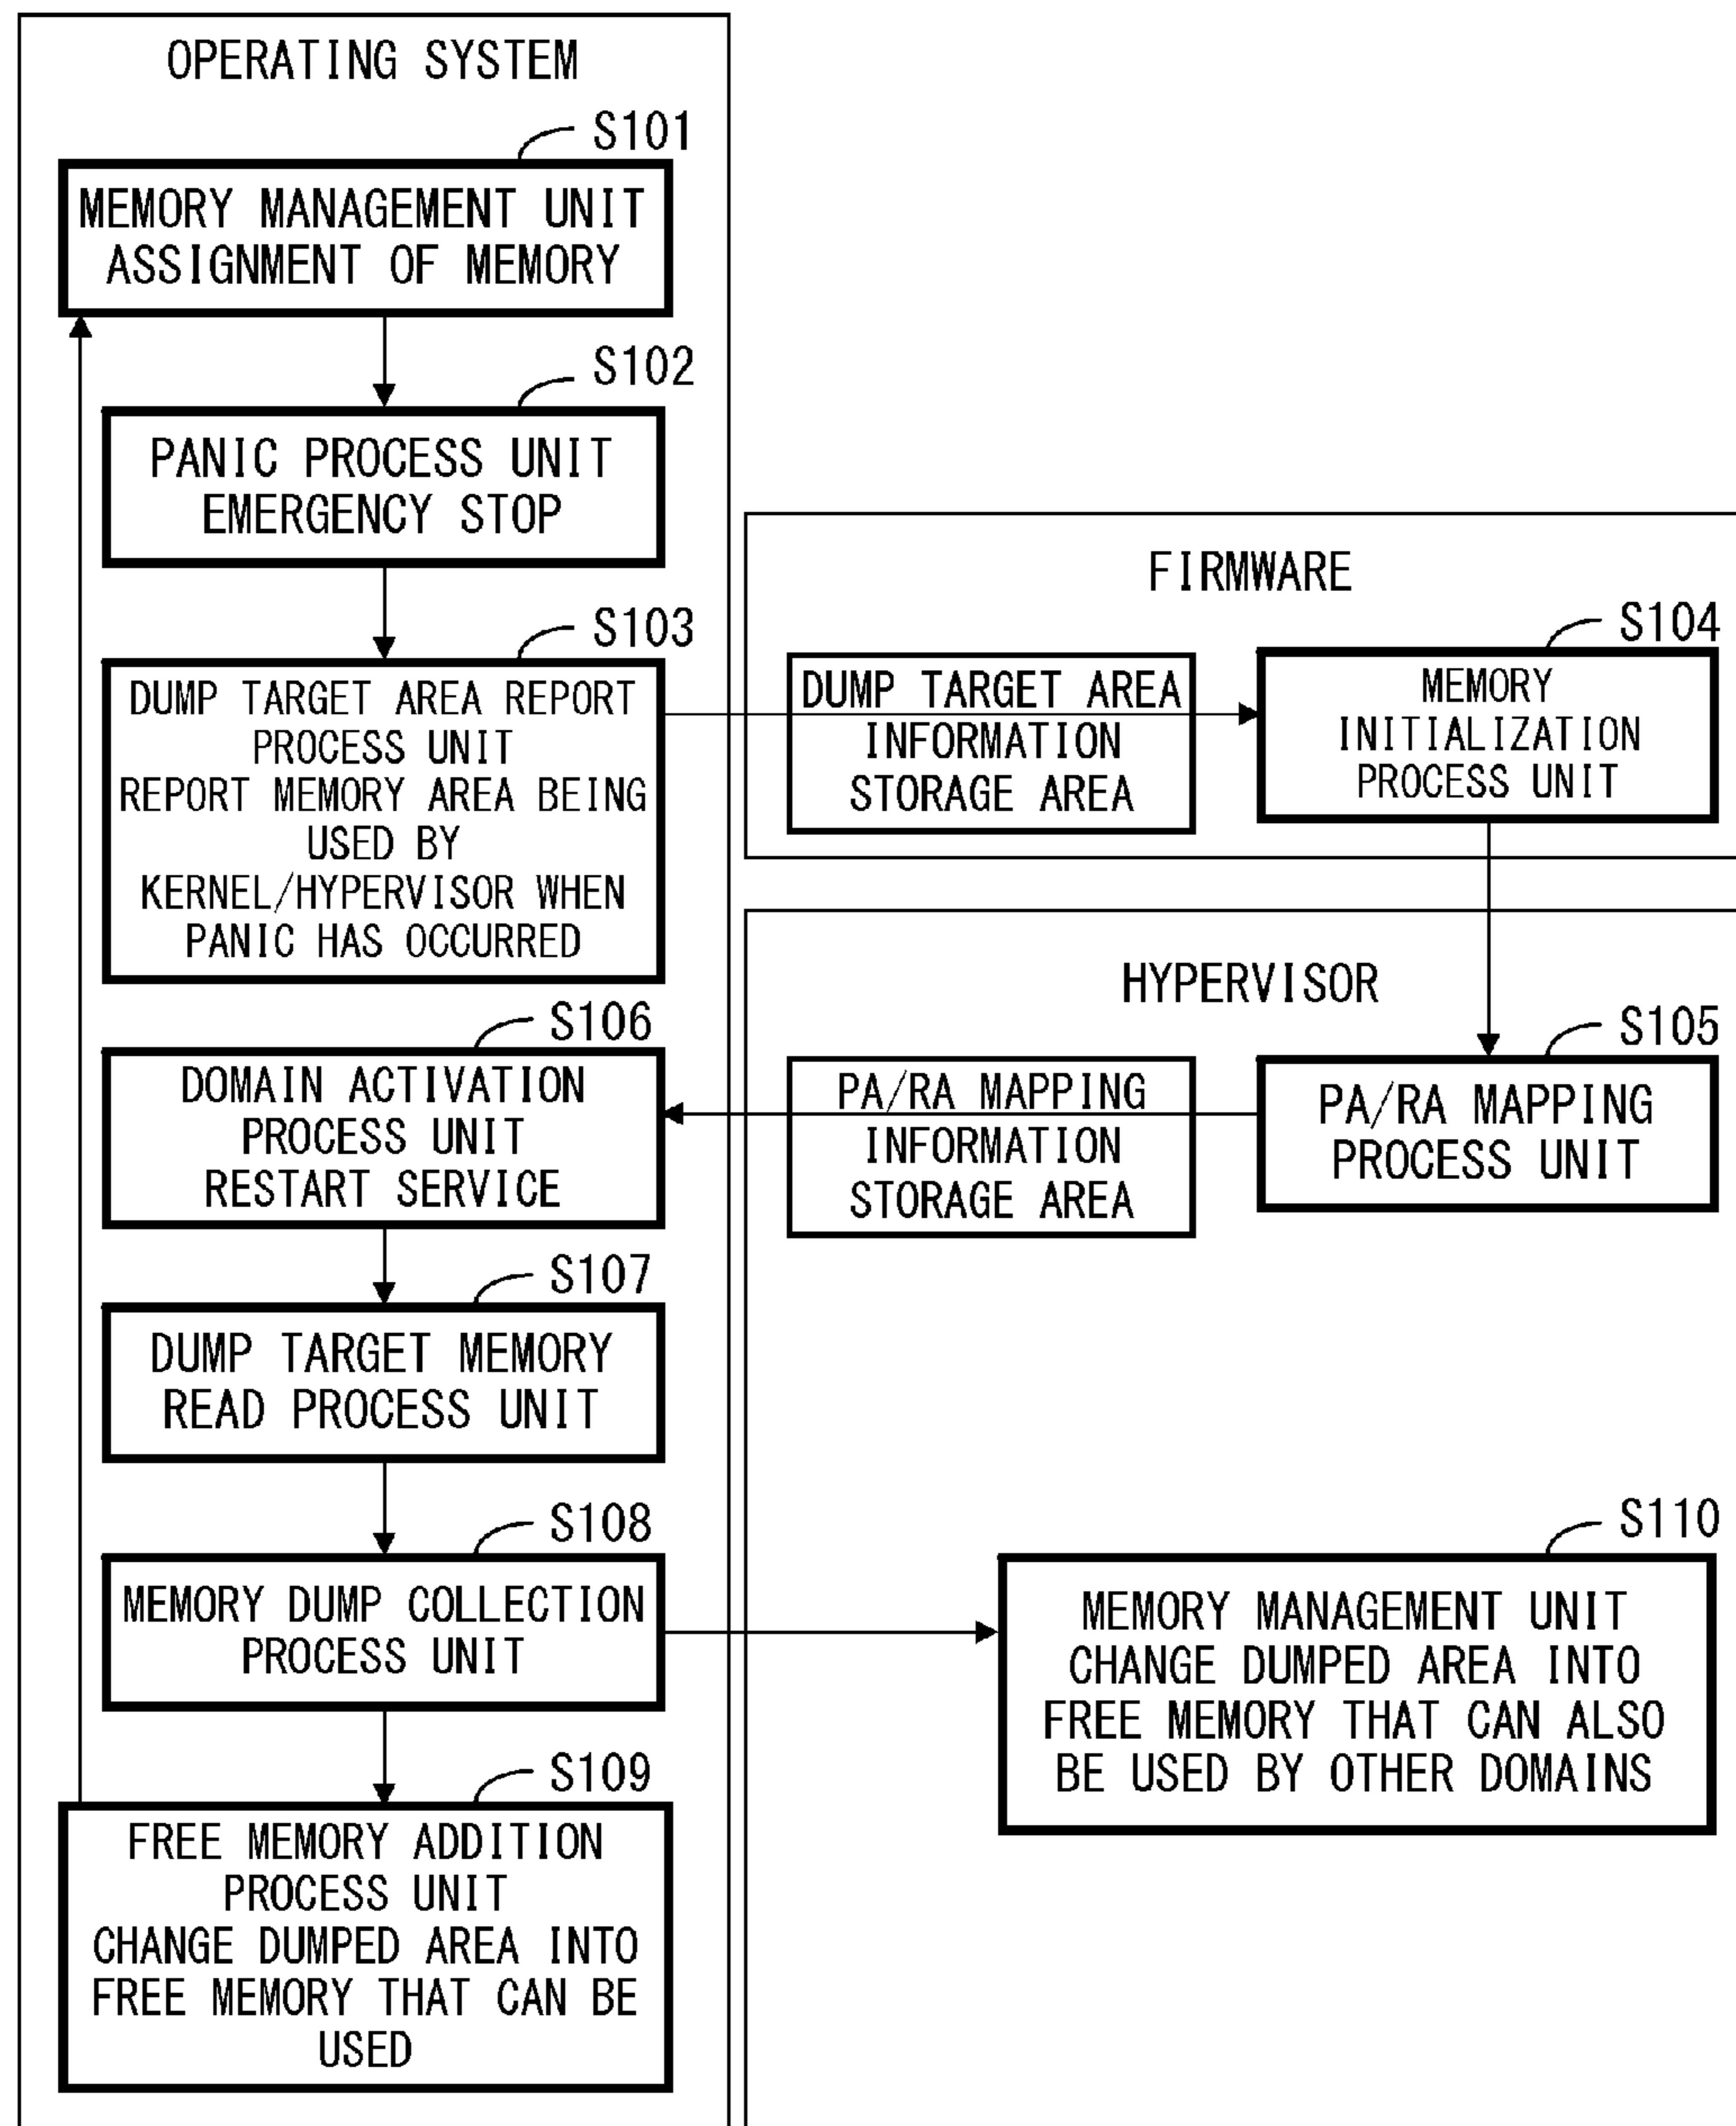 OPERATING SYSTEM
S101
MEMORY MANAGEMENT UNIT
ASSIGNMENT OF MEMORY
S102
PANIC PROCESS UNIT
EMERGENCY STOP
S103
DUMP TARGET AREA REPORT
PROCESS UNIT
REPORT MEMORY AREA BEING
USED BY
KERNEL/HYPERVISOR WHEN
PANIC HAS OCCURRED
FIRMWARE
DUMP TARGET AREA
INFORMATION
STORAGE AREA
S104
MEMORY
INITIALIZATION
PROCESS UNIT
HYPERVISOR
S105
PA/RA MAPPING
PROCESS UNIT
PA/RA MAPPING
INFORMATION
STORAGE AREA
S106
DOMAIN ACTIVATION
PROCESS UNIT
RESTART SERVICE
S107
DUMP TARGET MEMORY
READ PROCESS UNIT
S108
MEMORY DUMP COLLECTION
PROCESS UNIT
S109
FREE MEMORY ADDITION
PROCESS UNIT
CHANGE DUMPED AREA INTO
FREE MEMORY THAT CAN BE
USED
S110
MEMORY MANAGEMENT UNIT
CHANGE DUMPED AREA INTO
FREE MEMORY THAT CAN ALSO
BE USED BY OTHER DOMAINS